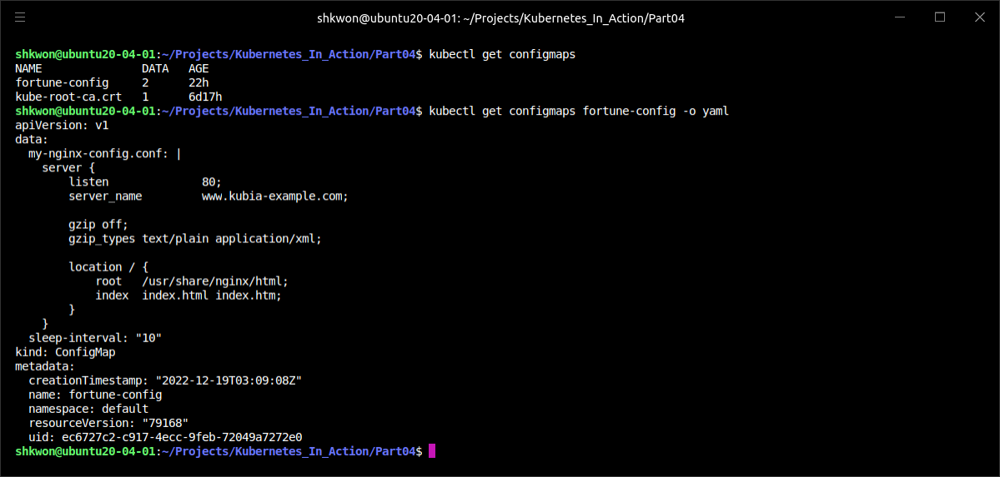 shkwon@ubuntu20-04-01: ~/Projects/Kubernetes_In_Action/Part04
shkwon@ubuntu20-04-01:~/Projects/Kubernetes_In_Action/Part04$ kubectl get configmaps
NAME               DATA   AGE
fortune-config     2      22h
kube-root-ca.crt   1      6d17h
shkwon@ubuntu20-04-01:~/Projects/Kubernetes_In_Action/Part04$ kubectl get configmaps fortune-config -o yaml
apiVersion: v1
data:
  my-nginx-config.conf: |
    server {
        listen              80;
        server_name         www.kubia-example.com;

        gzip off;
        gzip_types text/plain application/xml;

        location / {
            root   /usr/share/nginx/html;
            index  index.html index.htm;
        }
    }
  sleep-interval: "10"
kind: ConfigMap
metadata:
  creationTimestamp: "2022-12-19T03:09:08Z"
  name: fortune-config
  namespace: default
  resourceVersion: "79168"
  uid: ec6727c2-c917-4ecc-9feb-72049a7272e0
shkwon@ubuntu20-04-01:~/Projects/Kubernetes_In_Action/Part04$